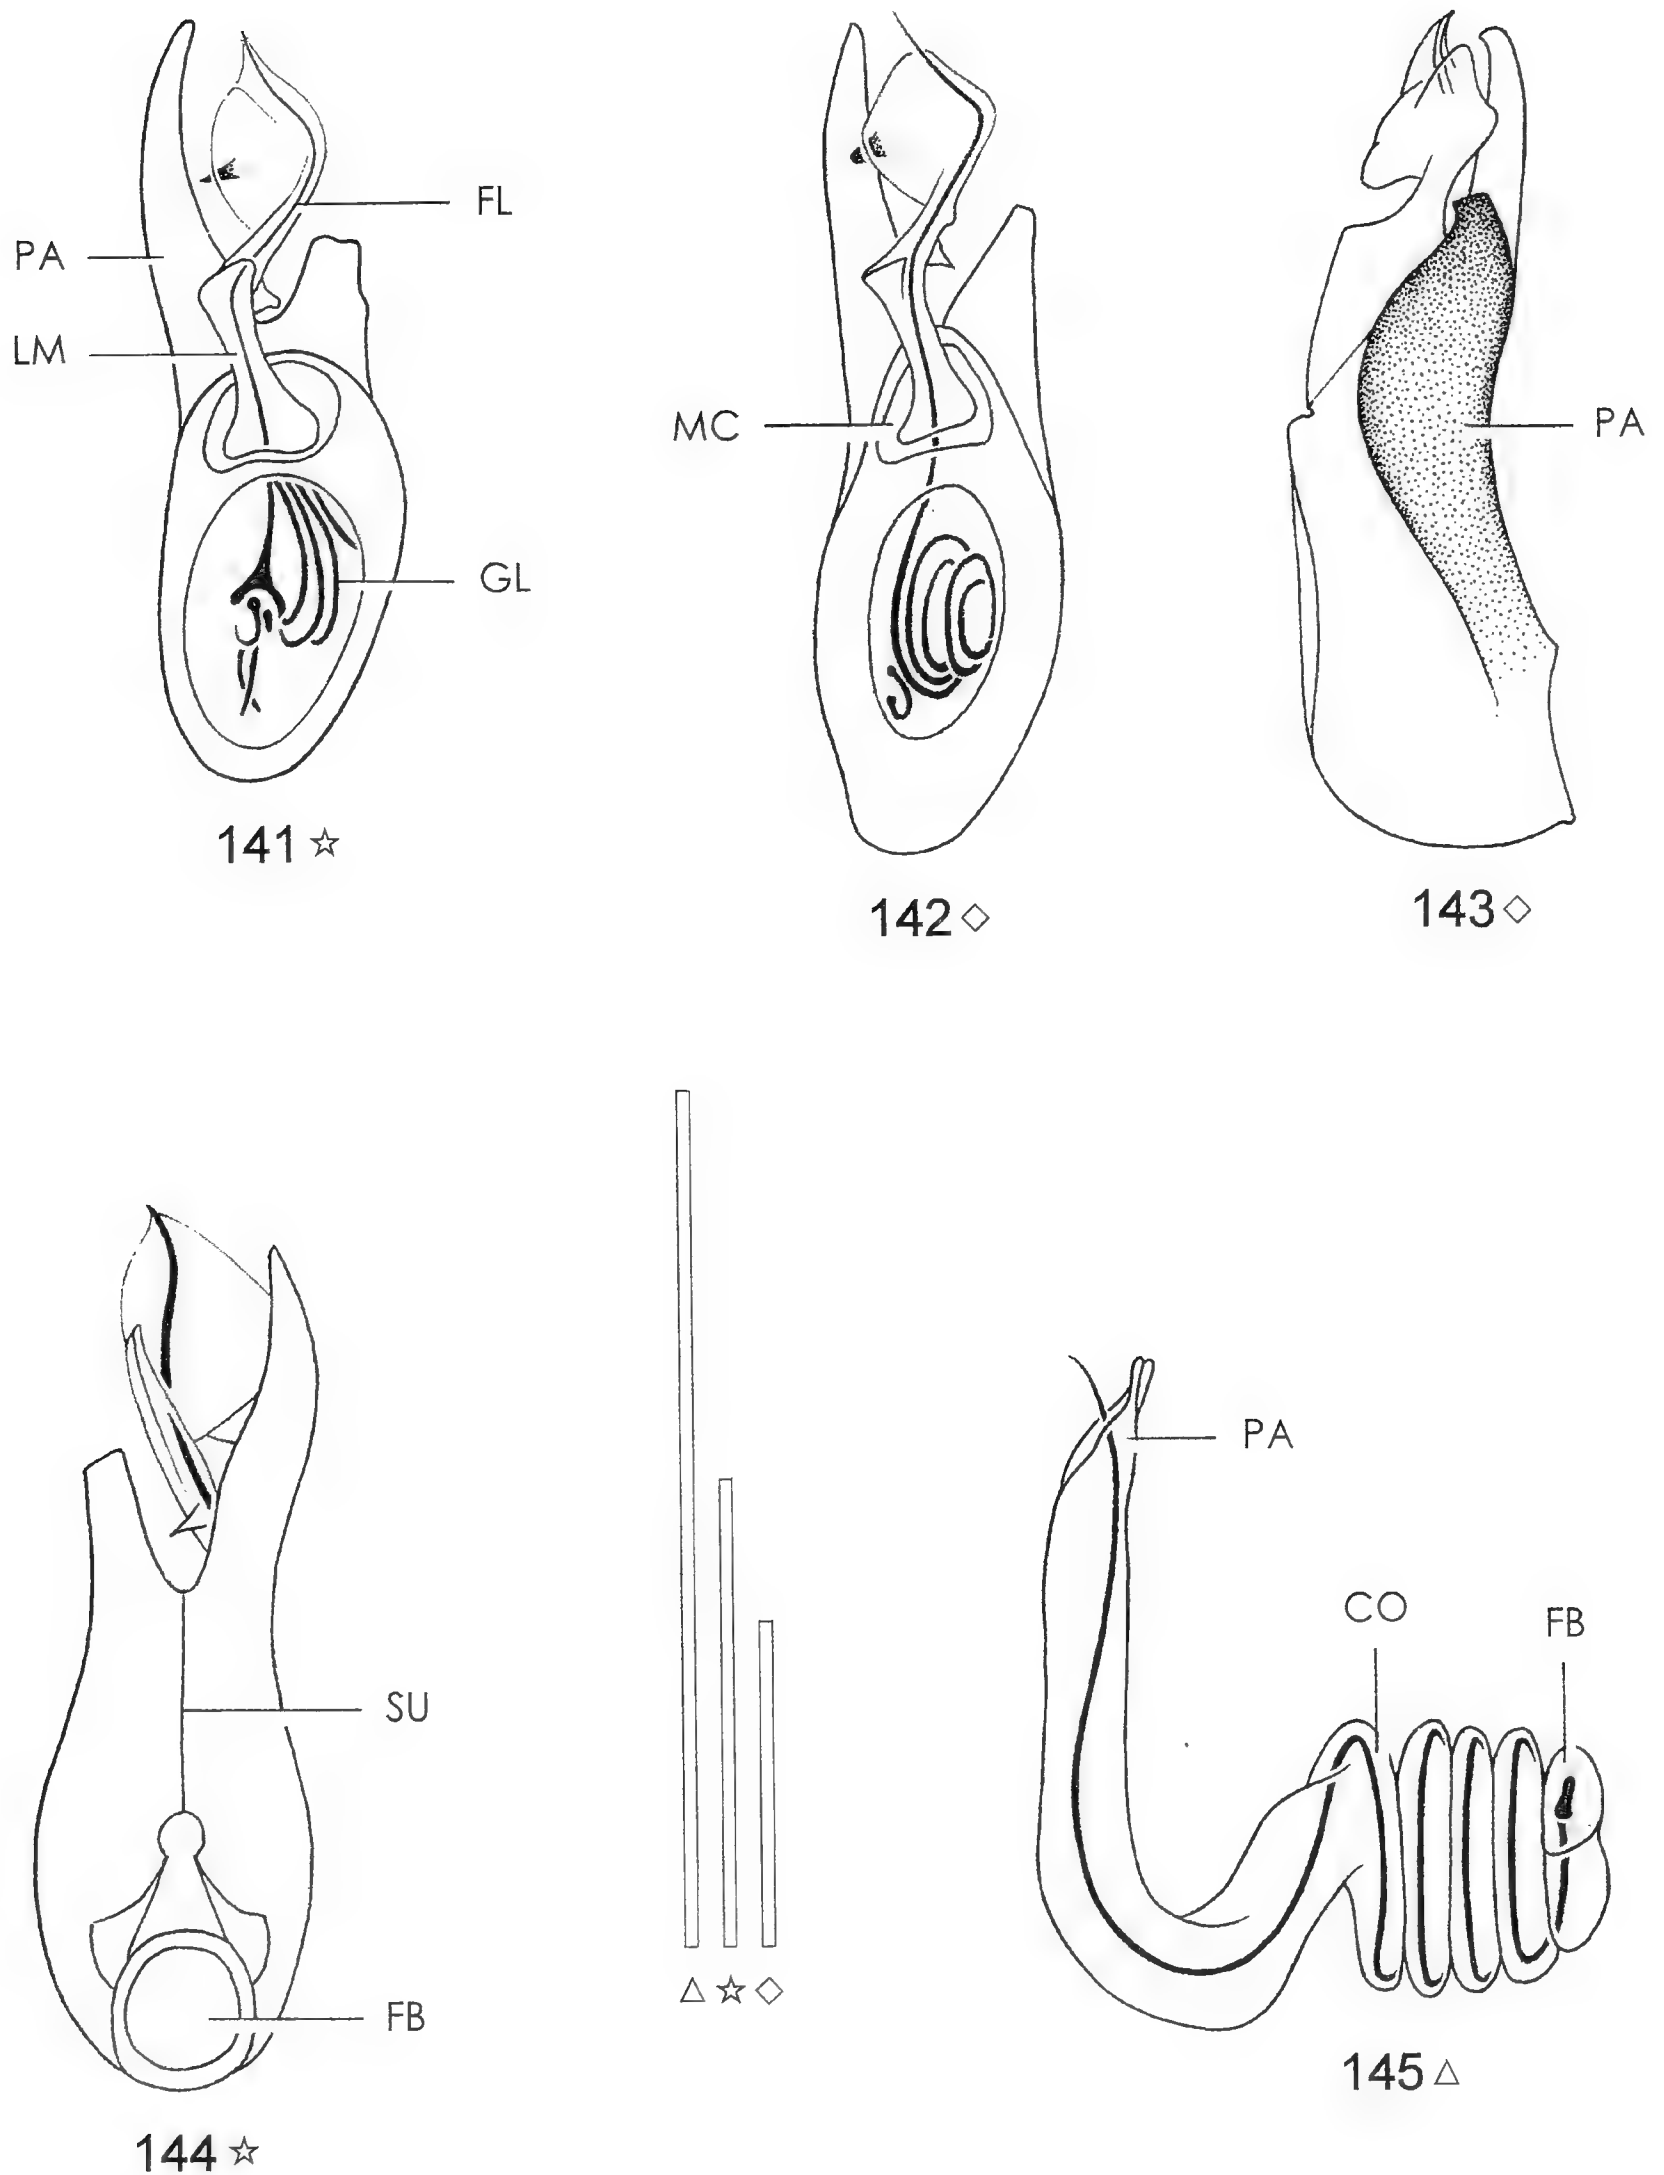 FL
PA
LM
GL
141 ☆
MC
142 ◇
PA
143 ◇
SU
FB
144 ☆
△ ☆ ◇
PA
CO
FB
145 △